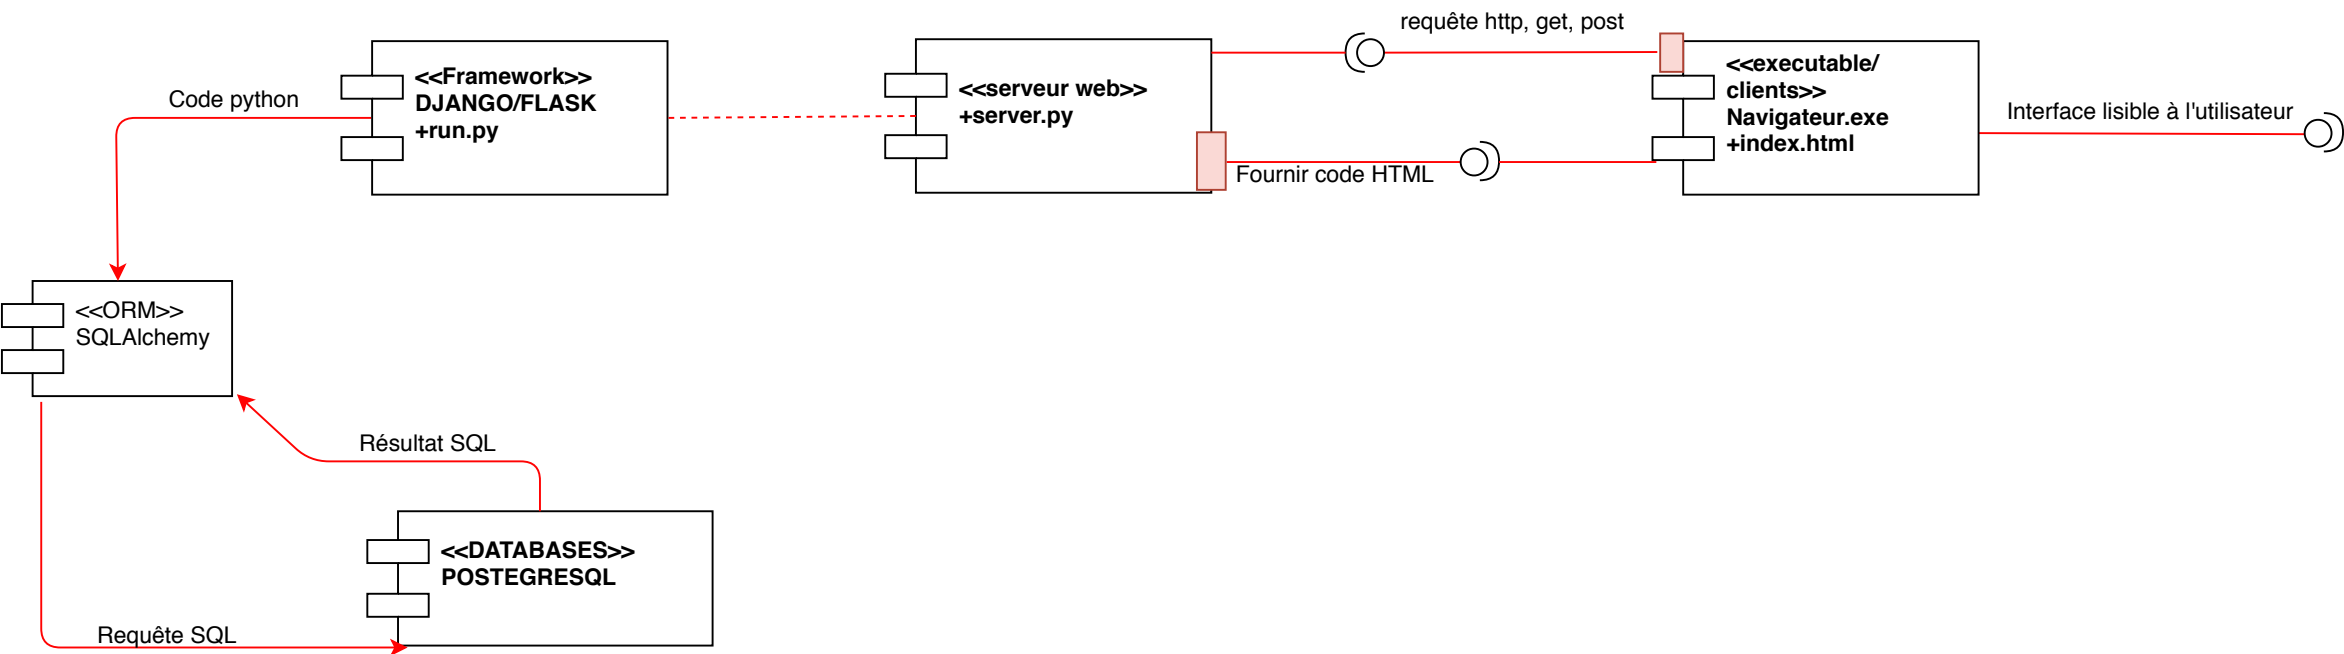 requête http, get, post
<<Framework>>
DJANGO/FLASK
+run.py
<<serveur web>>
+server.py
<<executable/
clients>>
Navigateur.exe
+index.html
Code python
Interface lisible à l'utilisateur
Fournir code HTML
<<ORM>>
SQLAlchemy
Résultat SQL
<<DATABASES>>
POSTEGRESQL
Requête SQL